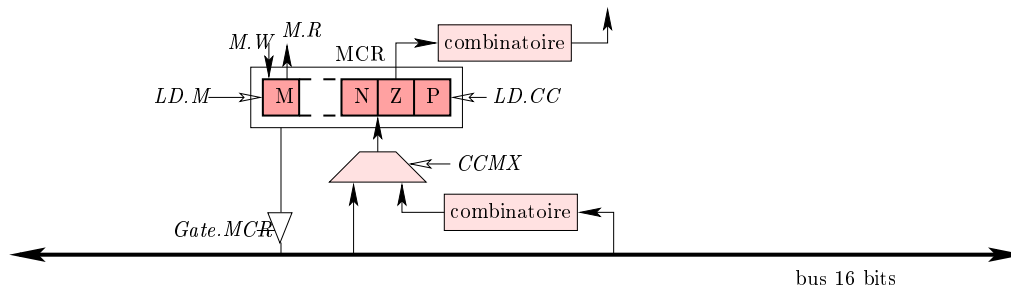 M.R
M.W
combinatoire
MCR
LD.M
M
N
Z
P
LD.CC
CCMX
combinatoire
Gate.MCR
bus 16 bits